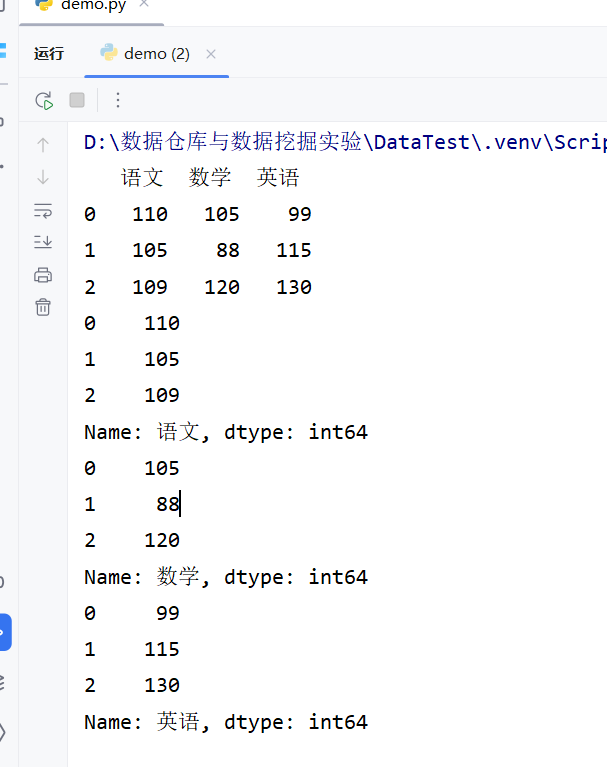 demo.py
运行 demo (2)
D:\数据仓库与数据挖掘实验\DataTest\.venv\Scrip
语文 数学 英语
0 110 105 99
1 105 88 115
2 109 120 130
0 110
1 105
2 109
Name: 语文, dtype: int64
0 105
1 88
2 120
Name: 数学, dtype: int64
0 99
1 115
2 130
Name: 英语, dtype: int64